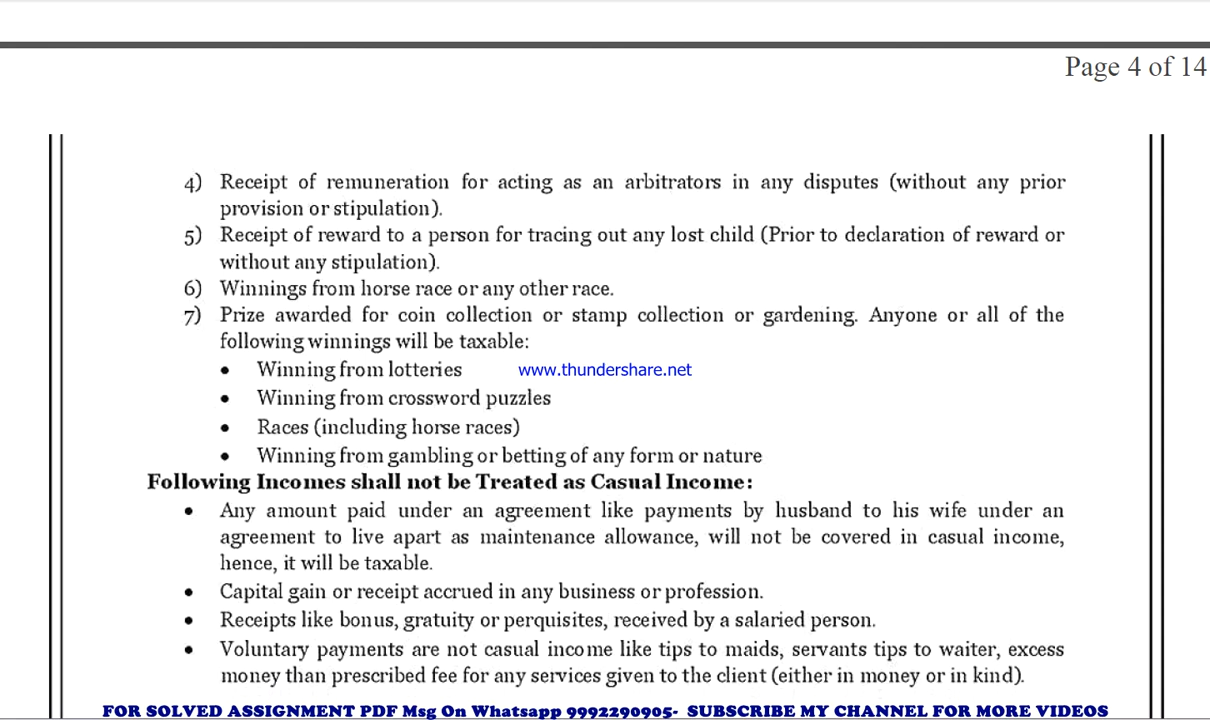 Page 4 of 14
4) Receipt of remuneration for acting as an arbitrators in any disputes (without any prior
provision or stipulation).
5) Receipt of reward to a person for tracing out any lost child (Prior to declaration of reward or
without any stipulation).
6) Winnings from horse race or any other race.
7) Prize awarded for coin collection or stamp collection or gardening. Anyone or all of the
following winnings will be taxable:
• Winning from lotteries www.thundershare.net
• Winning from crossword puzzles
• Races (including horse races)
• Winning from gambling or betting of any form or nature
Following Incomes shall not be Treated as Casual Income:
• Any amount paid under an agreement like payments by husband to his wife under an
agreement to live apart as maintenance allowance, will not be covered in casual income,
hence, it will be taxable.
• Capital gain or receipt accrued in any business or profession.
• Receipts like bonus, gratuity or perquisites, received by a salaried person.
• Voluntary payments are not casual income like tips to maids, servants tips to waiter, excess
money than prescribed fee for any services given to the client (either in money or in kind).
FOR SOLVED ASSIGNMENT PDF Msg On Whatsapp 9992290905- SUBSCRIBE MY CHANNEL FOR MORE VIDEOS